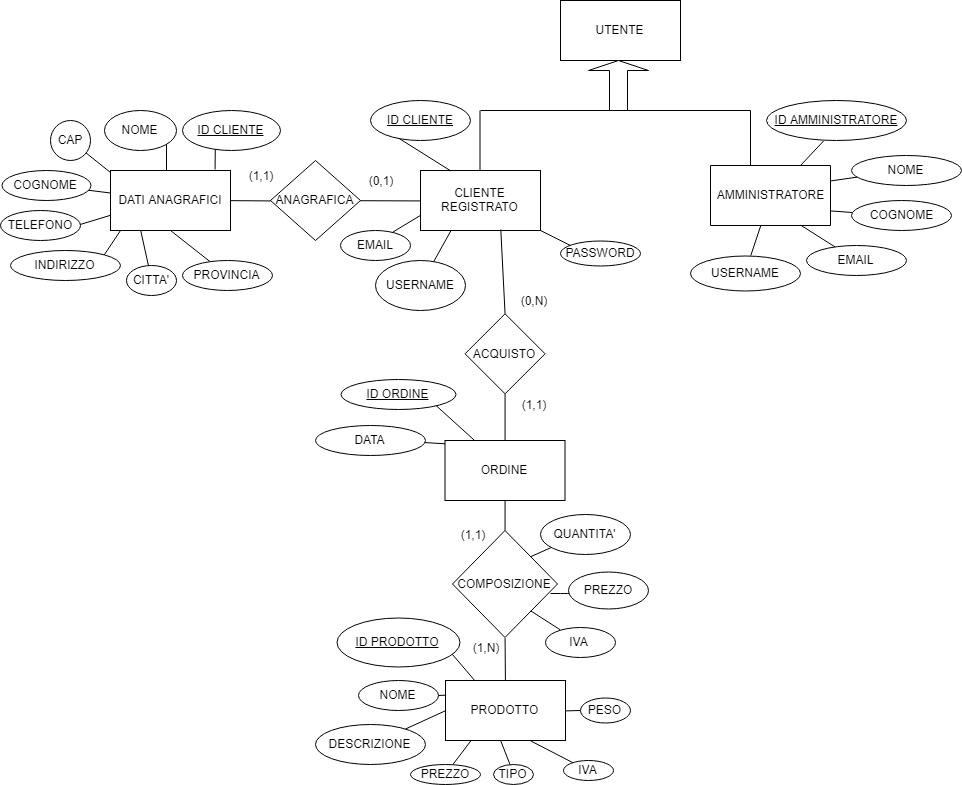 UTENTE
ID CLIENTE
ID AMMINISTRATORE
CAP
NOME
ID CLIENTE
NOME
COGNOME
DATI ANAGRAFICI
(1,1)
ANAGRAFICA
(0,1)
CLIENTE
REGISTRATO
AMMINISTRATORE
COGNOME
TELEFONO
INDIRIZZO
CITTA'
PROVINCIA
EMAIL
USERNAME
PASSWORD
USERNAME
EMAIL
(0,N)
ACQUISTO
(1,1)
ID ORDINE
DATA
ORDINE
(1,1)
QUANTITA'
COMPOSIZIONE
PREZZO
IVA
(1,N)
ID PRODOTTO
NOME
PRODOTTO
PESO
DESCRIZIONE
PREZZO
TIPO
IVA